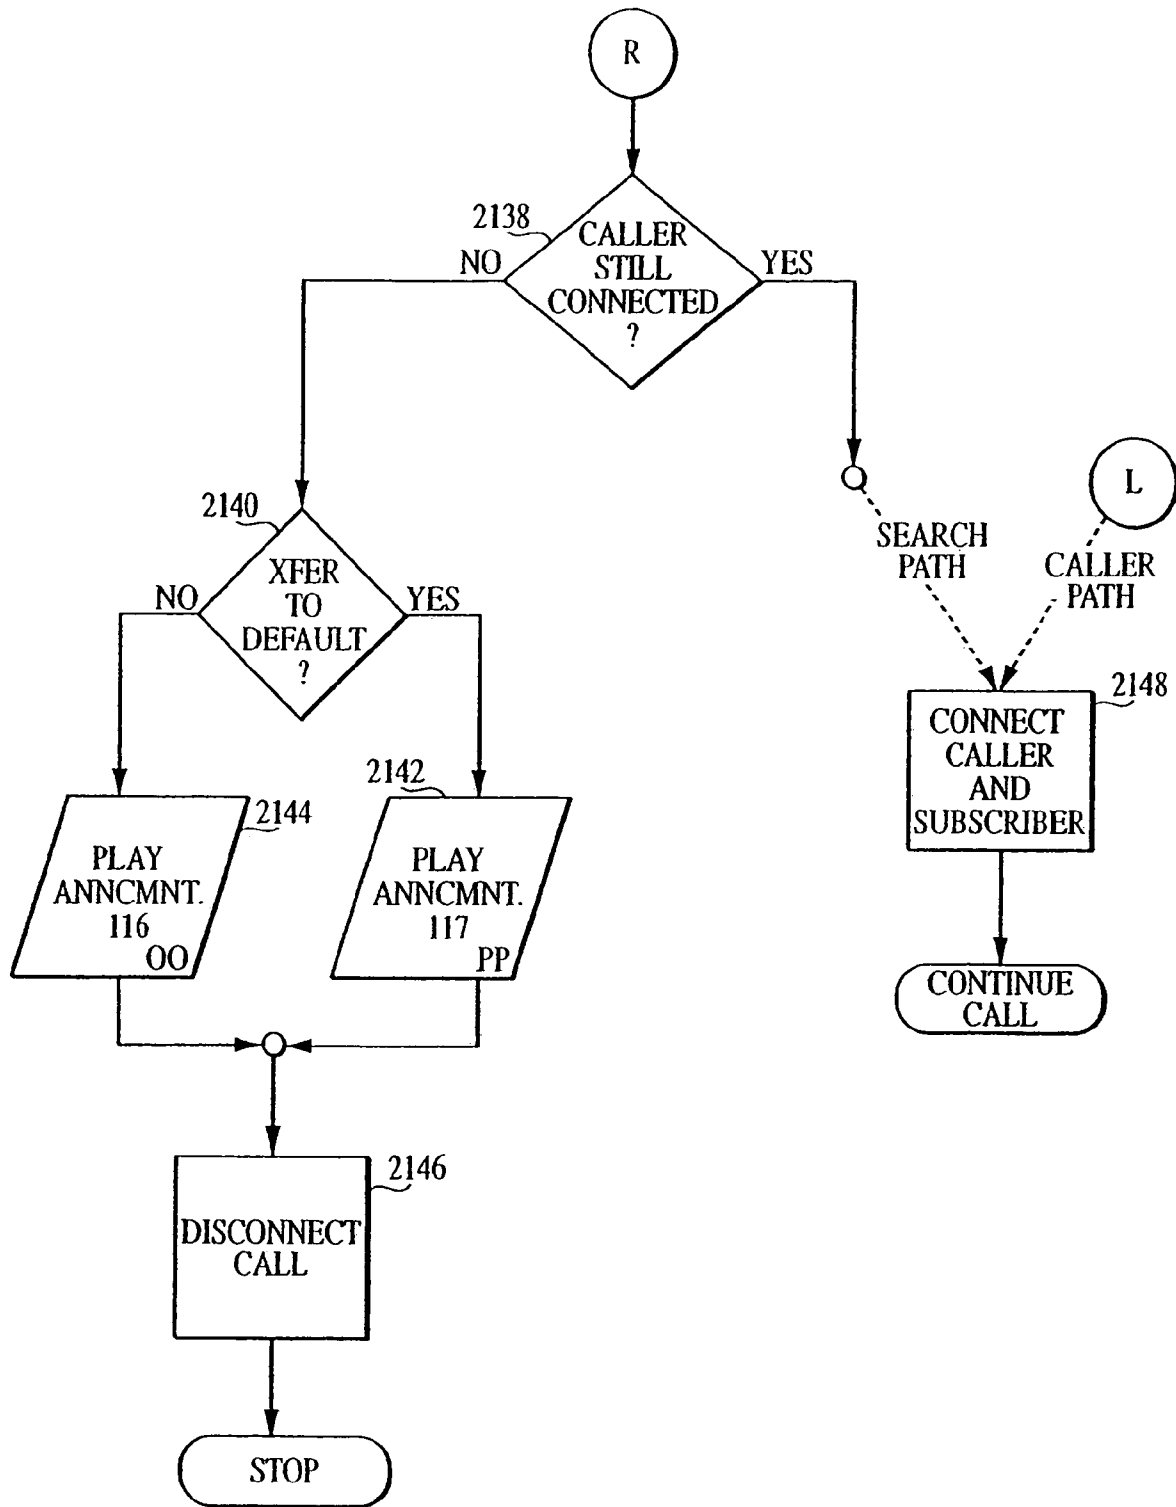 R
2138
CALLER
STILL
CONNECTED
?
NO
YES
L
2140
XFER
TO
DEFAULT
?
NO
YES
SEARCH
PATH
CALLER
PATH
2148
CONNECT
CALLER
AND
SUBSCRIBER
2144
PLAY
ANNCMNT.
116
OO
2142
PLAY
ANNCMNT.
117
PP
CONTINUE
CALL
2146
DISCONNECT
CALL
STOP